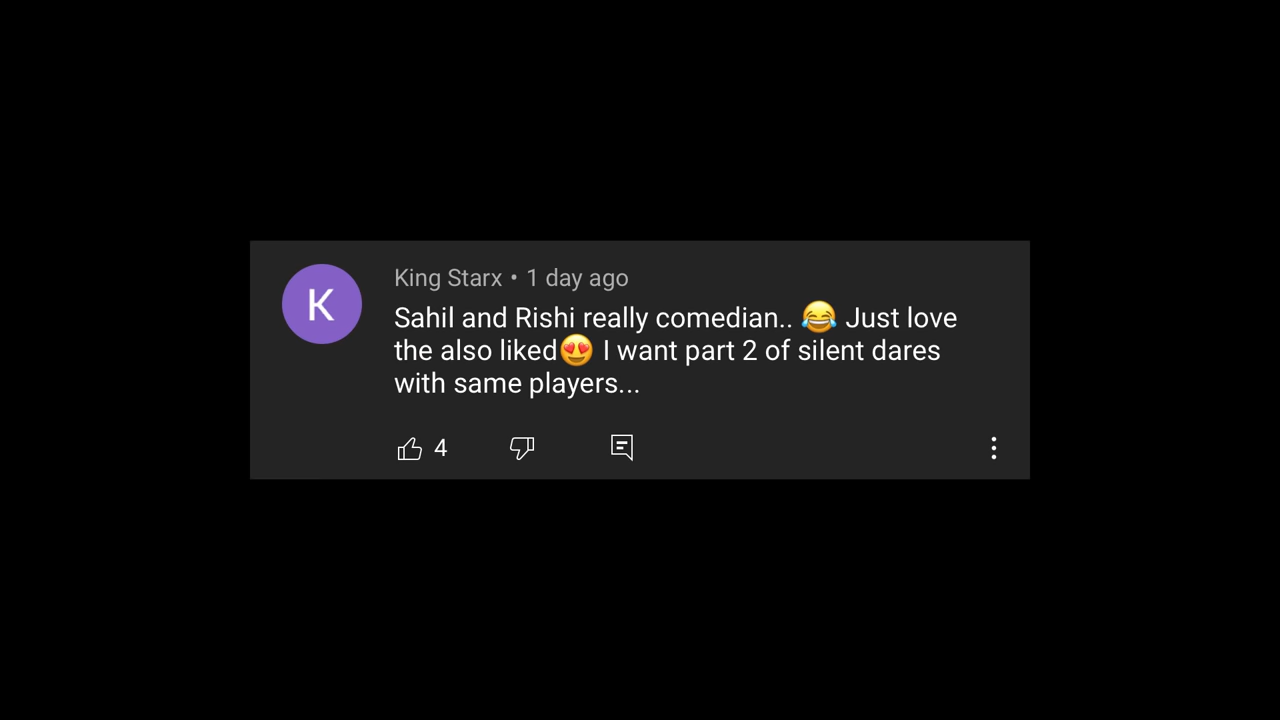 K
King Starx • 1 day ago
Sahil and Rishi really comedian.. 😂 Just love
the also liked😍 I want part 2 of silent dares
with same players...
4